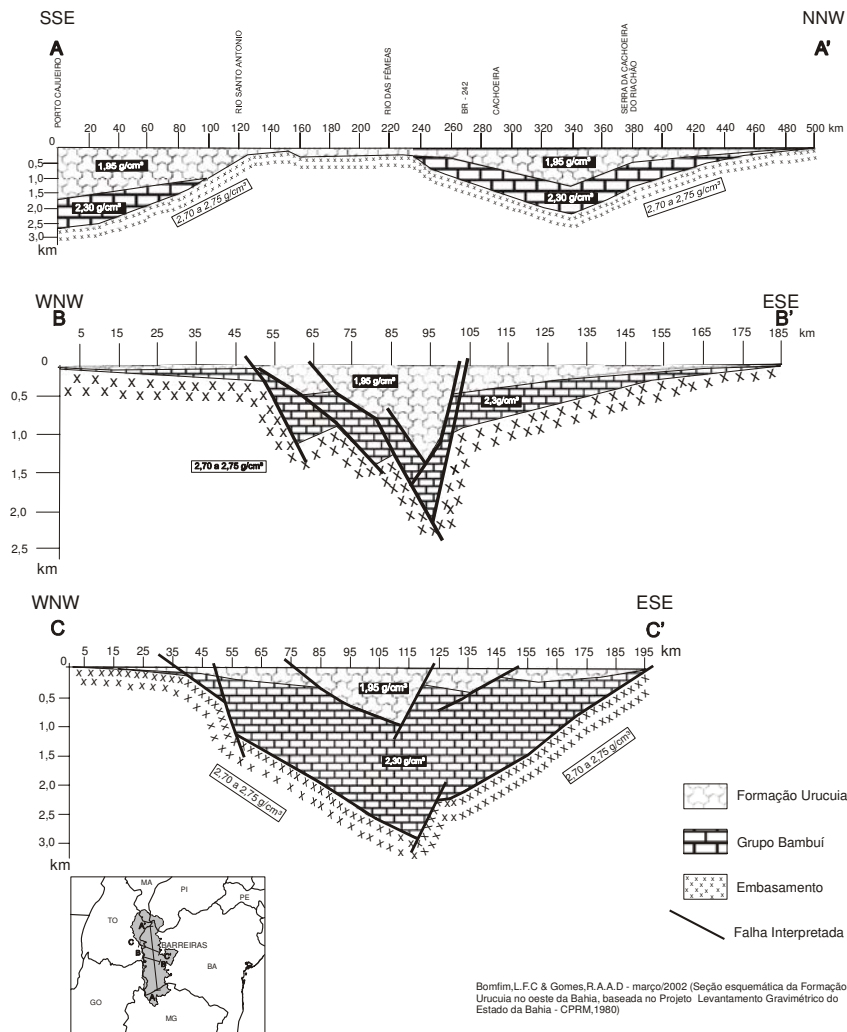 SSE
NNW
A
A'
PORTO CAJUEIRO
RIO SANTO ANTONIO
RIO DAS FÊMEAS
BR - 242
CACHOEIRA
SERRA DA CACHOEIRA
DO RIACHÃO
0 20 40 60 80 100 120 140 160 180 200 220 240 260 280 300 320 340 360 380 400 420 440 460 480 500 km
0,5
1,0
1,5
2,0
2,5
3,0
km
1,95 g/cm³
1,95 g/cm³
2,30 g/cm³
2,30 g/cm³
2,70 a 2,75 g/cm³
2,70 a 2,75 g/cm³
WNW
ESE
B
B'
5 15 25 35 45 55 65 75 85 95 105 115 125 135 145 155 165 175 185 km
0
0,5
1,0
1,5
2,0
2,5
km
1,95 g/cm³
2,3g/cm³
2,70 a 2,75 g/cm³
WNW
ESE
C
C'
5 15 25 35 45 55 65 75 85 95 105 115 125 135 145 155 165 175 185 195 km
0
0,5
1,0
1,5
2,0
2,5
3,0
km
1,95 g/cm³
2,30 g/cm³
2,70 a 2,75 g/cm³
2,70 a 2,75 g/cm³
Formação Urucuia
Grupo Bambuí
Embasamento
Falha Interpretada
MA
PI
PE
TO
A'
C
BARREIRAS
B
C'
B'
BA
GO
A
MG
Bomfim,L.F.C & Gomes,R.A.A.D - março/2002 (Seção esquemática da Formação
Urucuia no oeste da Bahia, baseada no Projeto Levantamento Gravimétrico do
Estado da Bahia - CPRM,1980)